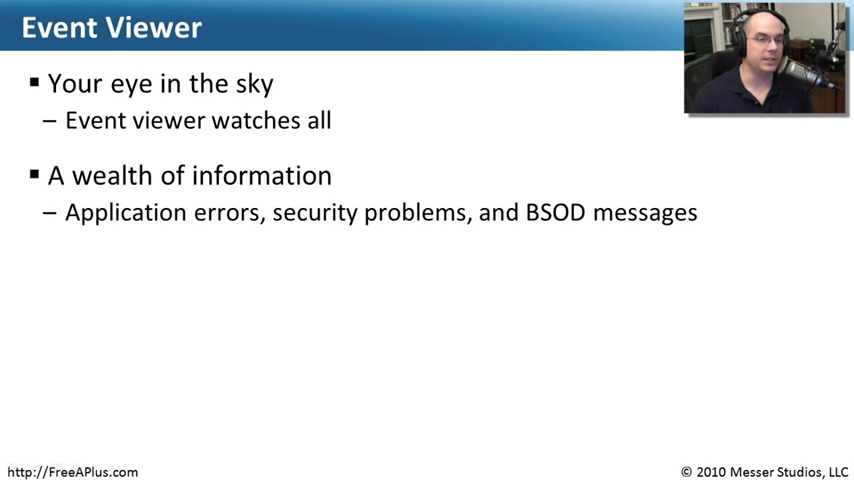 Event Viewer
▪ Your eye in the sky
– Event viewer watches all
▪ A wealth of information
– Application errors, security problems, and BSOD messages
http://FreeAPlus.com
© 2010 Messer Studios, LLC